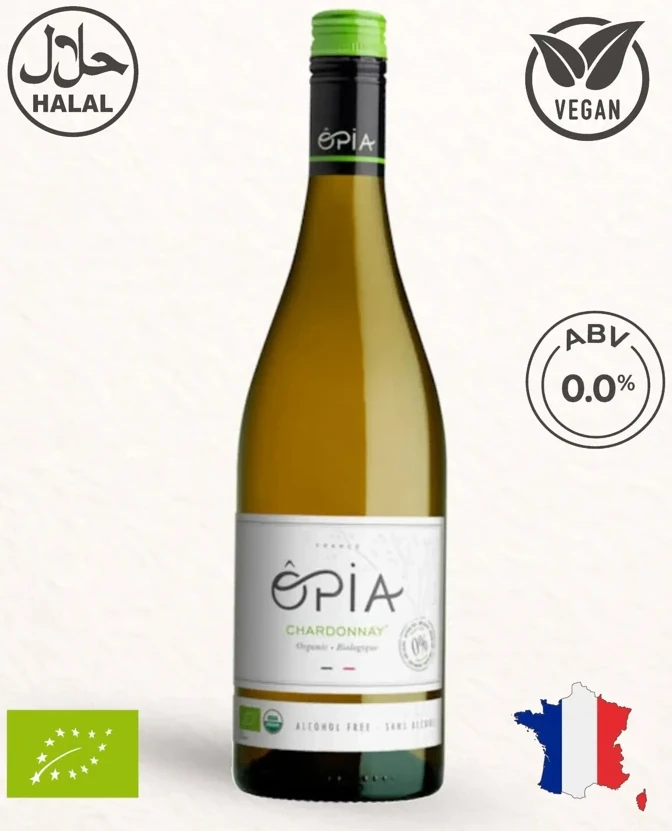 حلال
HALAL
VEGAN
ÔPIA
ABV
0.0%
FRANCE
ÔPIA
CHARDONNAY
Organic • Biologique
0%
ALCOHOL FREE . SANS ALCOOL